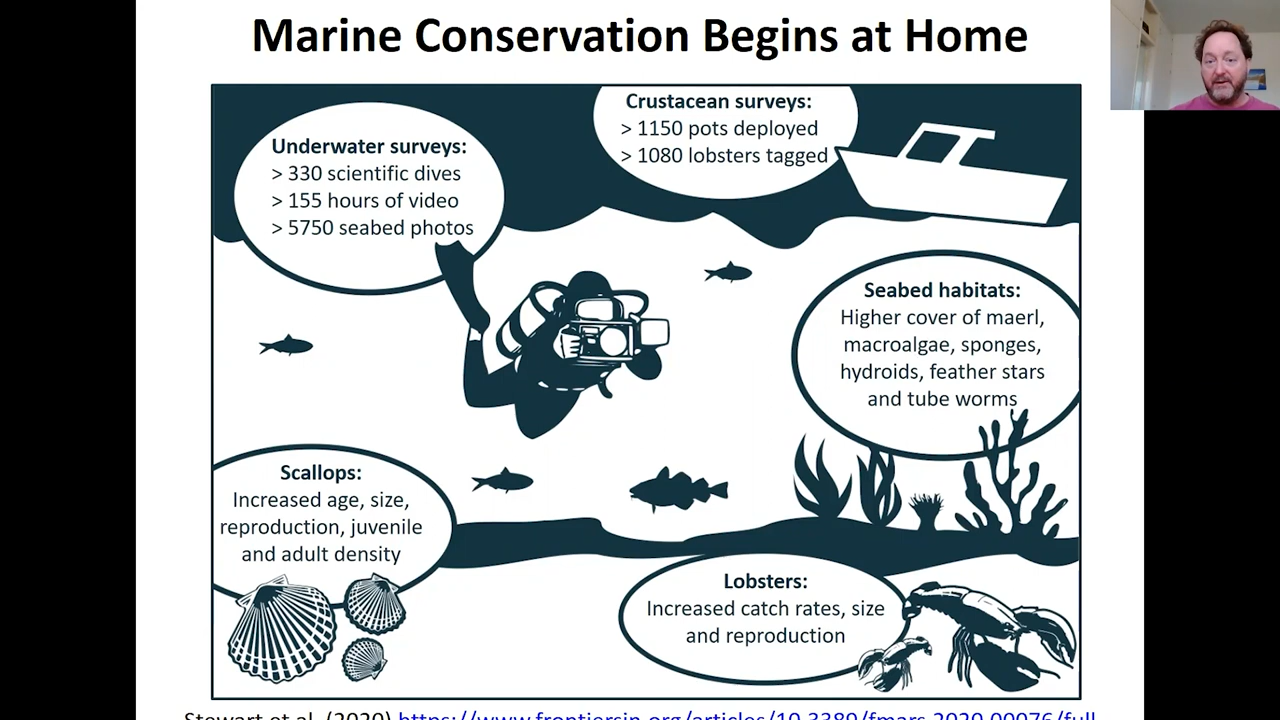 Marine Conservation Begins at Home
Underwater surveys:
> 330 scientific dives
> 155 hours of video
> 5750 seabed photos
Crustacean surveys:
> 1150 pots deployed
> 1080 lobsters tagged
Seabed habitats:
Higher cover of maerl,
macroalgae, sponges,
hydroids, feather stars
and tube worms
Scallops:
Increased age, size,
reproduction, juvenile
and adult density
Lobsters:
Increased catch rates, size
and reproduction
Stewart et al. (2020) https://www.frontiersin.org/articles/10.3389/fmars.2020.00076/full